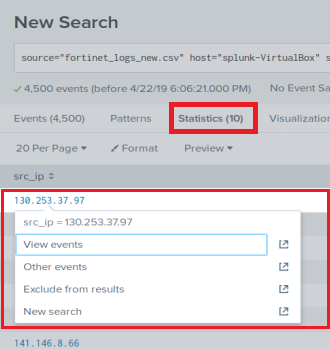 New Search
source="fortinet_logs_new.csv" host="splunk-VirtualBox" s
✓ 4,500 events (before 4/22/19 6:06:21.000 PM) No Event Sa
Events (4,500) Patterns Statistics (10) Visualization
20 Per Page Format Preview
src_ip
130.253.37.97
src_ip = 130.253.37.97
View events
Other events
Exclude from results
New search
141.146.8.66